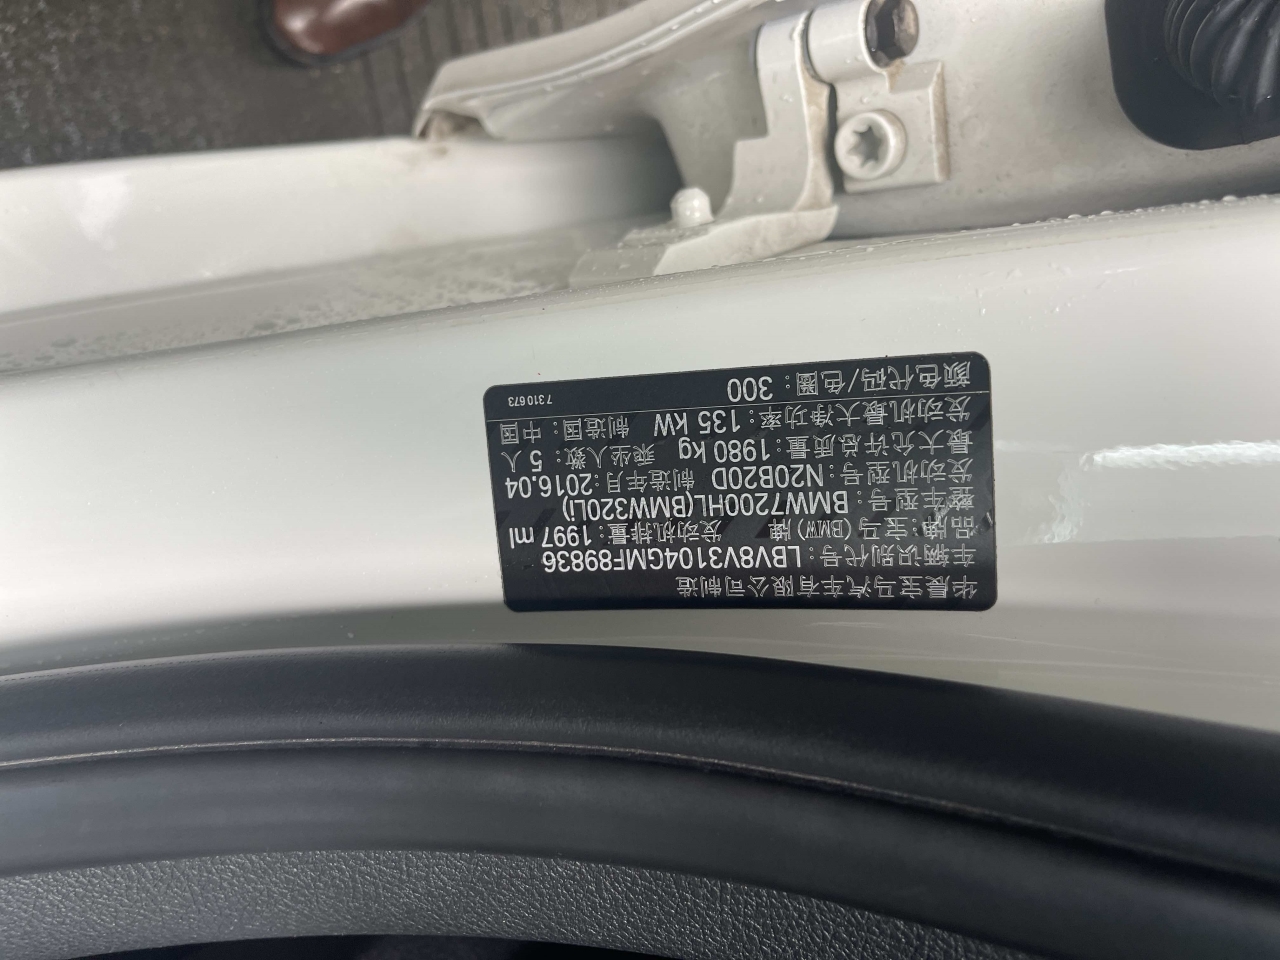 华晨宝马汽车有限公司制造
车辆识别代号：LBV8V3104GMF89836
品牌：宝马(BMW)牌 发动机排量：1997 ml
整车型号：BMW7200HL(BMW320Li)
发动机型号：N20B20D 制造年月：2016.04
最大允许总质量：1980 kg 乘坐人数：5 人
发动机最大净功率：135 kW 制造国：中国
颜色代码/色圈：300 7310673